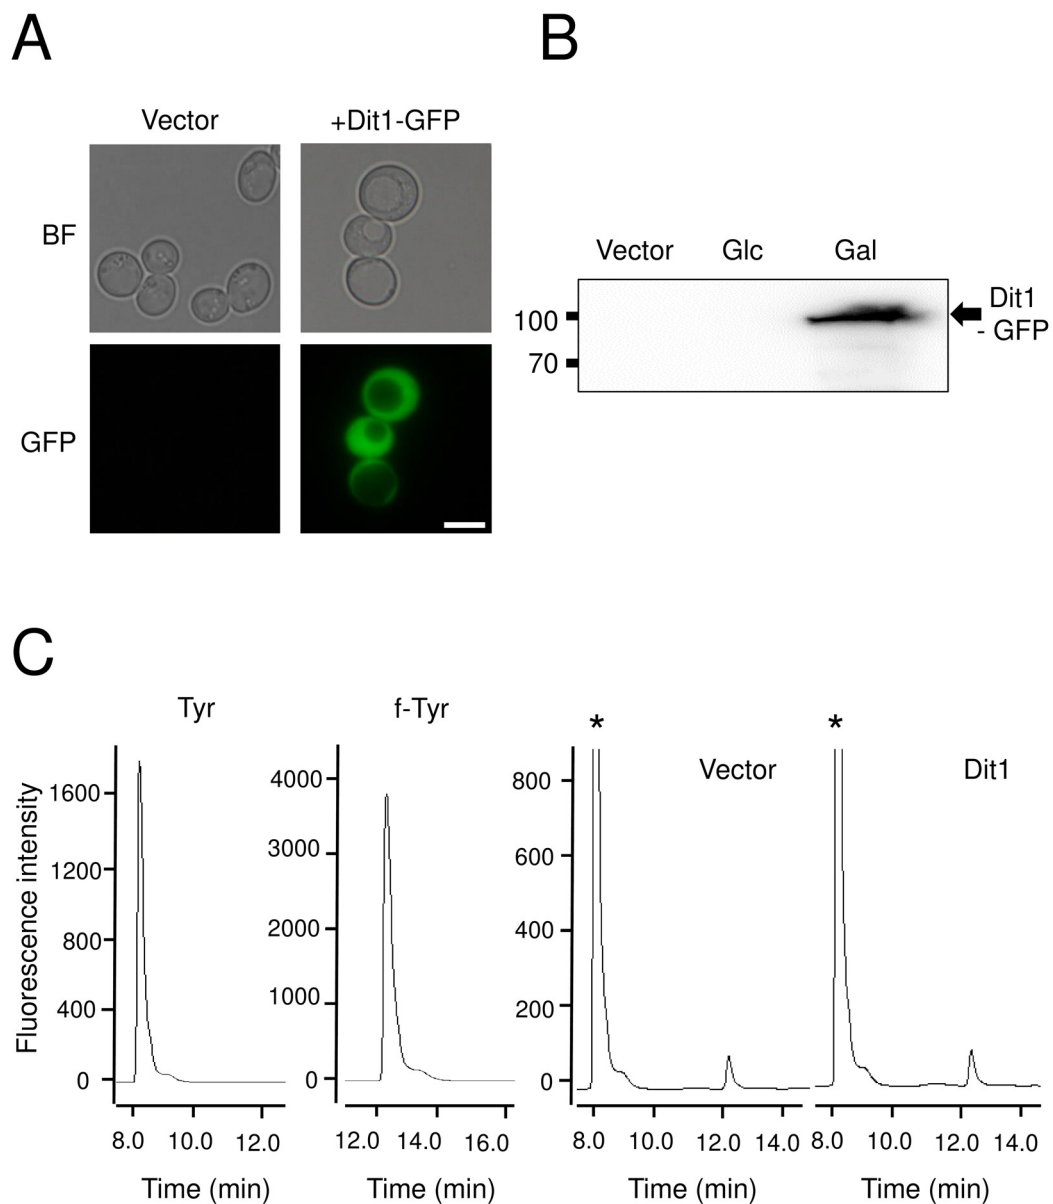 A
B
Vector
+Dit1-GFP
BF
GFP
Vector
Glc
Gal
100
70
Dit1
- GFP
C
Tyr
f-Tyr
*
*
Vector
Dit1
Fluorescence intensity
1600
1200
800
400
0
4000
3000
2000
1000
0
800
600
400
200
0
8.0 10.0 12.0
12.0 14.0 16.0
8.0 10.0 12.0 14.0
8.0 10.0 12.0 14.0
Time (min)
Time (min)
Time (min)
Time (min)